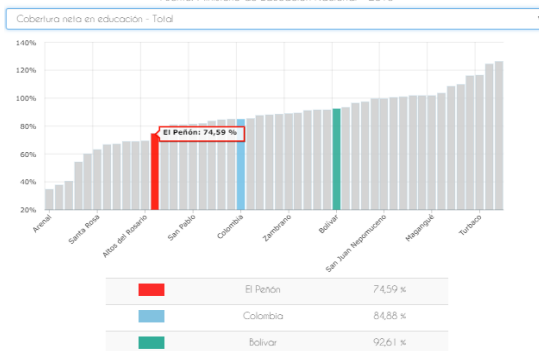 Cobertura neta en educación - Total
140%
120%
100%
80%
60%
40%
20%
El Peñón: 74,59 %
Arenal
Santa Rosa
Altos del Rosario
San Pablo
Colombia
Zambrano
Bolívar
San Juan Nepomuceno
Magangué
Turbaco
El Peñón 74,59 %
Colombia 84,88 %
Bolívar 92,61 %